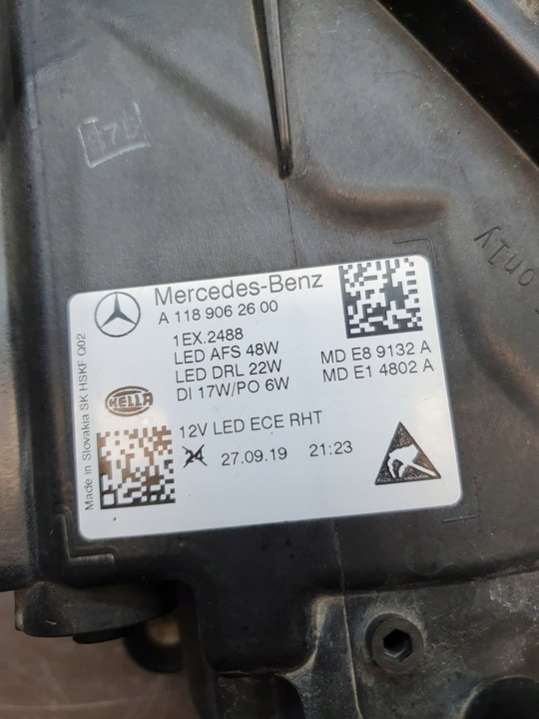 Mercedes-Benz
A 118 906 26 00
1EX.2488
LED AFS 48W
LED DRL 22W
DI 17W/PO 6W
MD E8 9132 A
MD E1 4802 A
HELLA
12V LED ECE RHT
27.09.19 21:23
Made in Slovakia SK HSKF Q02
only